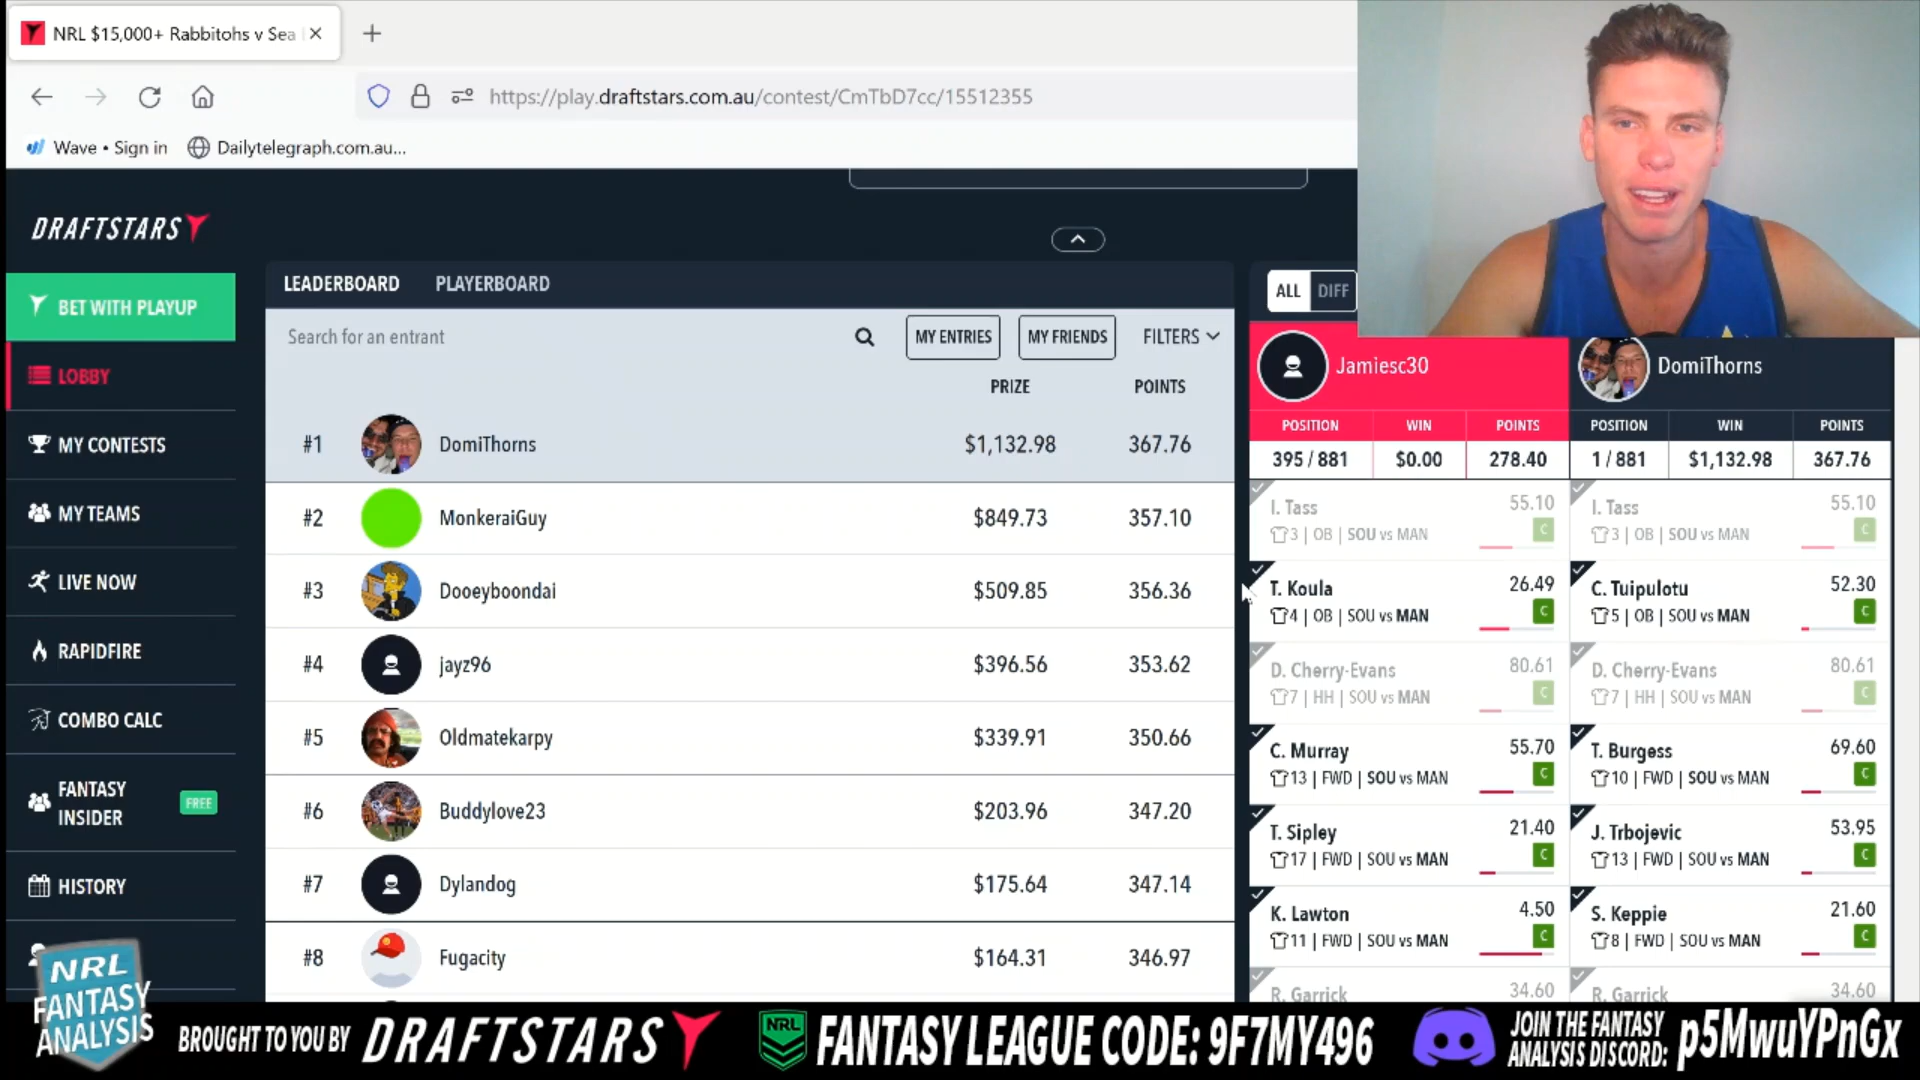 NRL $15,000+ Rabbitohs v Sea
https://play.draftstars.com.au/contest/CmTbD7cc/15512355
Wave • Sign in
Dailytelegraph.com.au...
DRAFTSTARS
BET WITH PLAYUP
LOBBY
MY CONTESTS
MY TEAMS
LIVE NOW
RAPIDFIRE
COMBO CALC
FANTASY
INSIDER
FREE
HISTORY
LEADERBOARD PLAYERBOARD
Search for an entrant
MY ENTRIES
MY FRIENDS
FILTERS
PRIZE POINTS
#1 DomiThorns $1,132.98 367.76
#2 MonkeraiGuy $849.73 357.10
#3 Dooeyboondai $509.85 356.36
#4 jayz96 $396.56 353.62
#5 Oldmatekarpy $339.91 350.66
#6 Buddylove23 $203.96 347.20
#7 Dylandog $175.64 347.14
#8 Fugacity $164.31 346.97
ALL DIFF
Jamiesc30
POSITION WIN POINTS
395 / 881 $0.00 278.40
I. Tass 55.10
3 | OB | SOU vs MAN C
T. Koula 26.49
4 | OB | SOU vs MAN C
D. Cherry-Evans 80.61
7 | HH | SOU vs MAN C
C. Murray 55.70
13 | FWD | SOU vs MAN C
T. Sipley 21.40
17 | FWD | SOU vs MAN C
K. Lawton 4.50
11 | FWD | SOU vs MAN C
R. Garrick 34.60
DomiThorns
POSITION WIN POINTS
1 / 881 $1,132.98 367.76
I. Tass 55.10
3 | OB | SOU vs MAN C
C. Tuipulotu 52.30
5 | OB | SOU vs MAN C
D. Cherry-Evans 80.61
7 | HH | SOU vs MAN C
T. Burgess 69.60
10 | FWD | SOU vs MAN C
J. Trbojevic 53.95
13 | FWD | SOU vs MAN C
S. Keppie 21.60
8 | FWD | SOU vs MAN C
R. Garrick 34.60
NRL
FANTASY
ANALYSIS
BROUGHT TO YOU BY DRAFTSTARS
NRL
FANTASY LEAGUE CODE: 9F7MY496
JOIN THE FANTASY
ANALYSIS DISCORD: p5MwuYPnGx